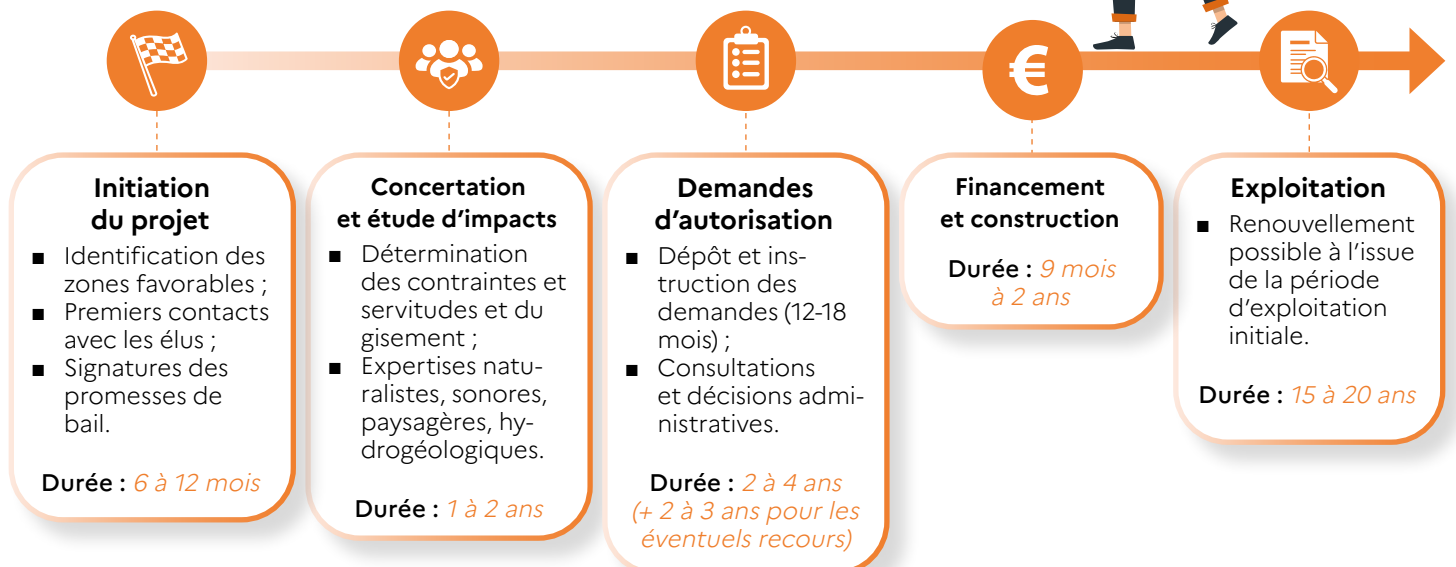 €
Initiation
du projet
■ Identification des
zones favorables ;
■ Premiers contacts
avec les élus ;
■ Signatures des
promesses de
bail.
Durée : 6 à 12 mois
Concertation
et étude d’impacts
■ Détermination
des contraintes et
servitudes et du
gisement ;
■ Expertises natu-
ralistes, sonores,
paysagères, hy-
drogéologiques.
Durée : 1 à 2 ans
Demandes
d’autorisation
■ Dépôt et ins-
truction des
demandes (12-18
mois) ;
■ Consultations
et décisions admi-
nistratives.
Durée : 2 à 4 ans
(+ 2 à 3 ans pour les
éventuels recours)
Financement
et construction
Durée : 9 mois
à 2 ans
Exploitation
■ Renouvellement
possible à l’issue
de la période
d’exploitation
initiale.
Durée : 15 à 20 ans